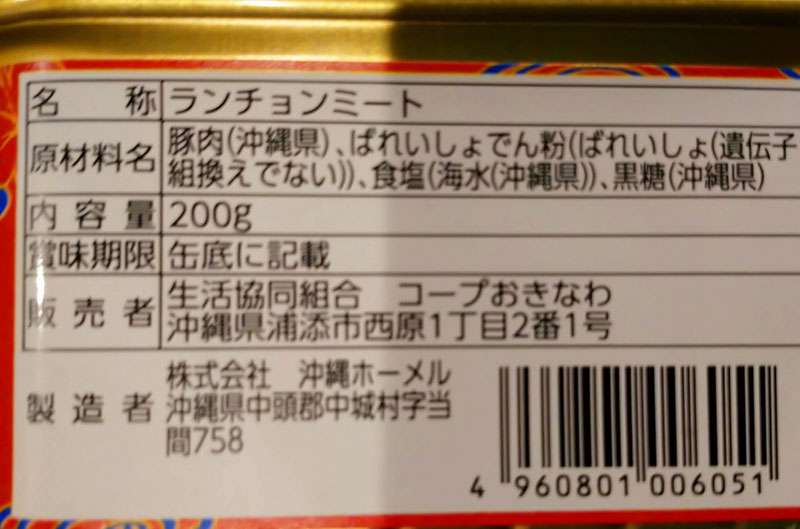 名称 ランチョンミート
原材料名 豚肉(沖縄県)、ばれいしょでん粉(ばれいしょ(遺伝子
組換えでない))、食塩(海水(沖縄県))、黒糖(沖縄県)
内容量 200g
賞味期限 缶底に記載
販売者 生活協同組合 コープおきなわ
沖縄県浦添市西原1丁目2番1号
製造者 株式会社 沖縄ホーメル
沖縄県中頭郡中城村字当
間758
4 960801 006051